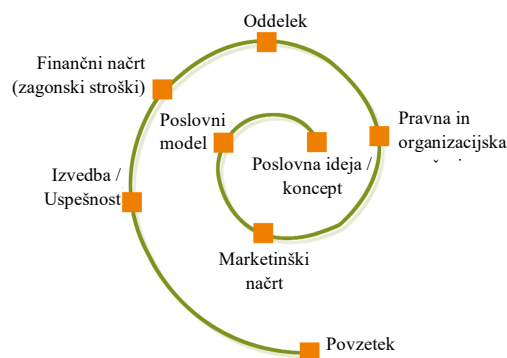 Oddelek
Finančni načrt
(zagonski stroški)
Poslovni
model
Pravna in
organizacijska
Poslovna ideja /
koncept
Izvedba /
Uspešnost
Marketinški
načrt
Povzetek